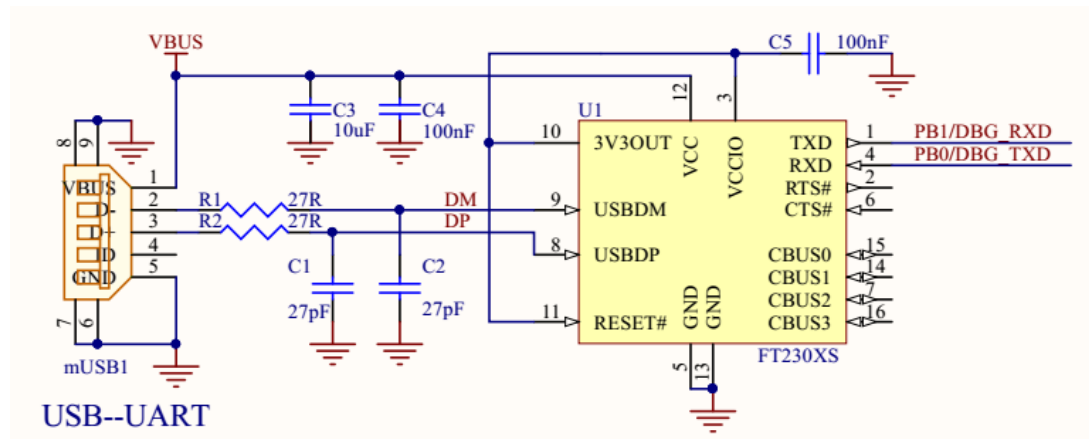 VBUS
C5 100nF
C3
10uF
C4
100nF
12
3
U1
8
9
10
3V3OUT
VCC
VCCIO
TXD
1
PB1/DBG_RXD
RXD
4
PB0/DBG_TXD
VBUS
1
RTS#
2
D-
2
R1
27R
DM
9
USBDM
CTS#
6
D+
3
R2
27R
DP
8
USBDP
ID
4
CBUS0
15
GND
5
C1
27pF
C2
27pF
CBUS1
14
CBUS2
7
11
RESET#
GND
GND
CBUS3
16
7
6
mUSB1
5
13
FT230XS
USB--UART